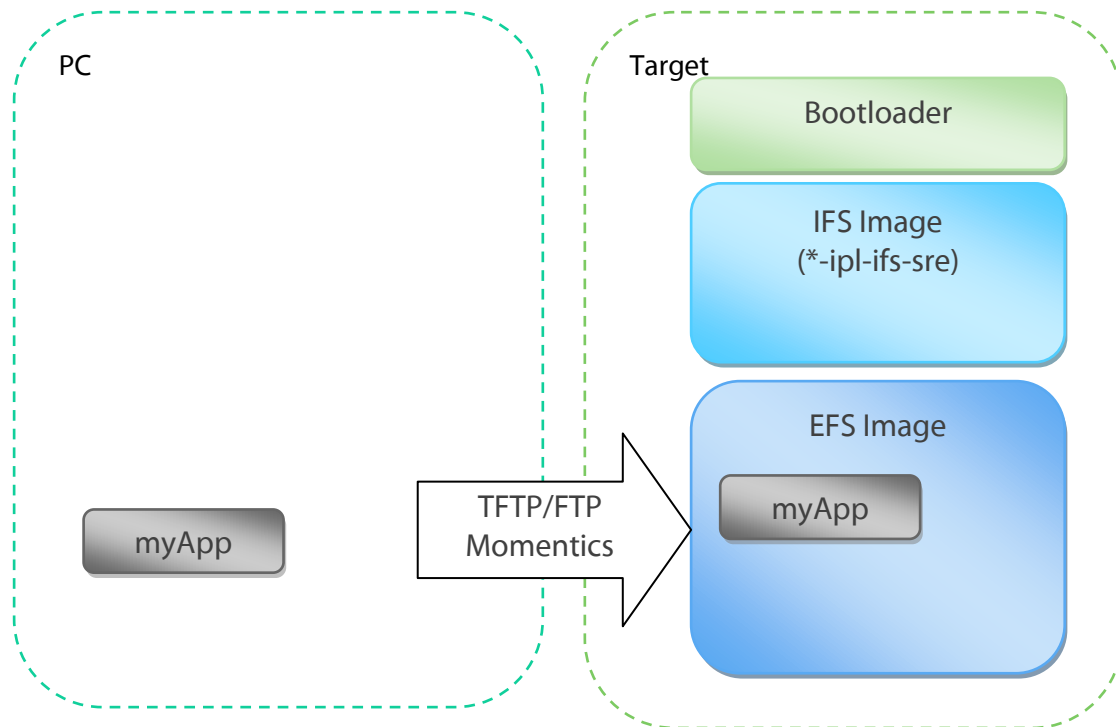 PC
Target
Bootloader
IFS Image
(*-ipl-ifs-sre)
EFS Image
myApp
TFTP/FTP
Momentics
myApp